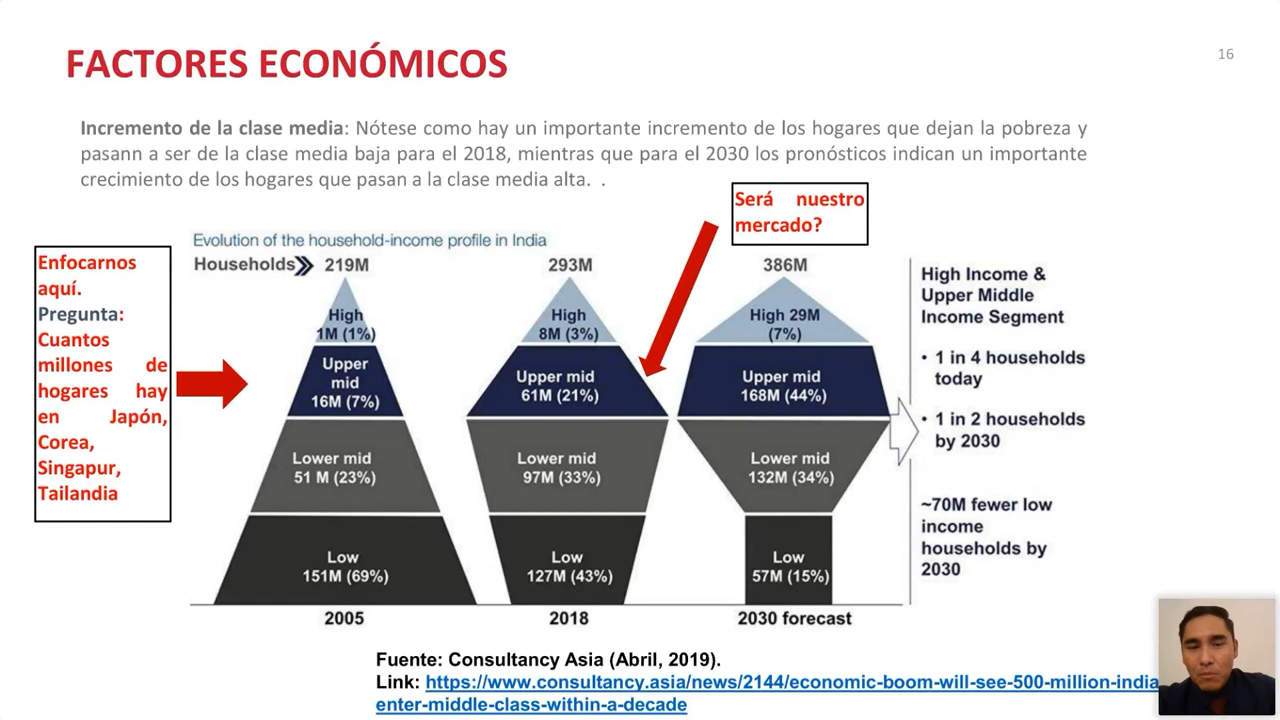 FACTORES ECONÓMICOS
16
Incremento de la clase media: Nótese como hay un importante incremento de los hogares que dejan la pobreza y
pasann a ser de la clase media baja para el 2018, mientras que para el 2030 los pronósticos indican un importante
crecimiento de los hogares que pasan a la clase media alta. .
Será nuestro
mercado?
Enfocarnos
aquí.
Pregunta:
Cuantos
millones de
hogares hay
en Japón,
Corea,
Singapur,
Tailandia
Evolution of the household-income profile in India
Households 219M 293M 386M
High
1M (1%)
Upper
mid
16M (7%)
Lower mid
51 M (23%)
Low
151M (69%)
2005
High
8M (3%)
Upper mid
61M (21%)
Lower mid
97M (33%)
Low
127M (43%)
2018
High 29M
(7%)
Upper mid
168M (44%)
Lower mid
132M (34%)
Low
57M (15%)
2030 forecast
High Income &
Upper Middle
Income Segment
• 1 in 4 households
today
• 1 in 2 households
by 2030
~70M fewer low
income
households by
2030
Fuente: Consultancy Asia (Abril, 2019).
Link: https://www.consultancy.asia/news/2144/economic-boom-will-see-500-million-india
enter-middle-class-within-a-decade